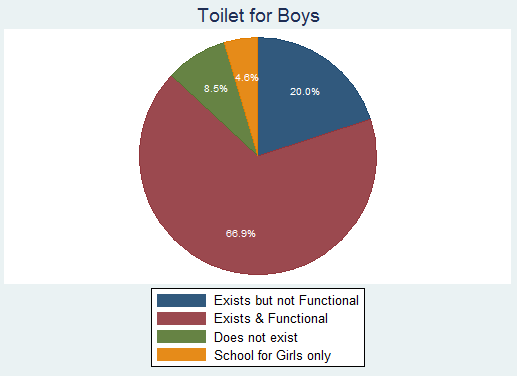 Toilet for Boys
4.6%
8.5%
20.0%
66.9%
Exists but not Functional
Exists & Functional
Does not exist
School for Girls only